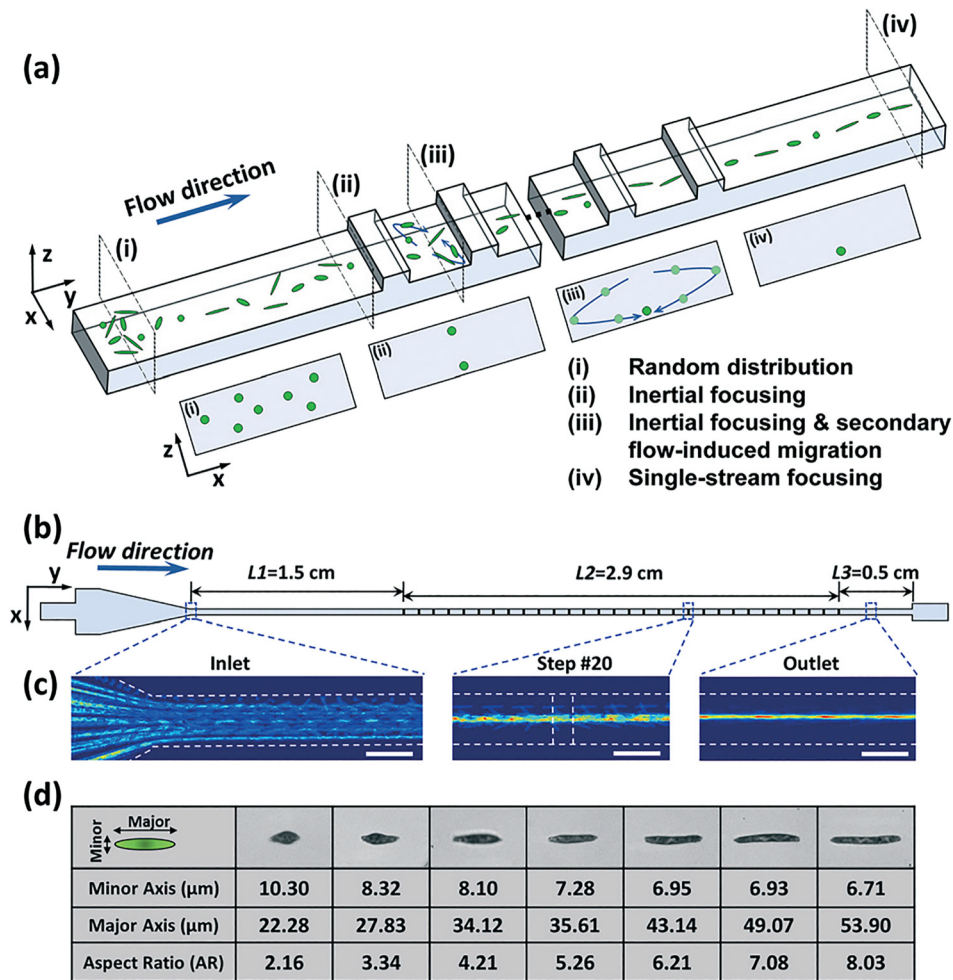 (a)
Flow direction
(i)
(ii)
(iii)
(iv)
z
y
x
(i)
(ii)
(iii)
(iv)
z
x
(i) Random distribution
(ii) Inertial focusing
(iii) Inertial focusing & secondary
flow-induced migration
(iv) Single-stream focusing
(b)
Flow direction
y
x
L1=1.5 cm
L2=2.9 cm
L3=0.5 cm
(c)
Inlet
Step #20
Outlet
(d)
Minor
Major
Minor Axis (μm) 10.30 8.32 8.10 7.28 6.95 6.93 6.71
Major Axis (μm) 22.28 27.83 34.12 35.61 43.14 49.07 53.90
Aspect Ratio (AR) 2.16 3.34 4.21 5.26 6.21 7.08 8.03